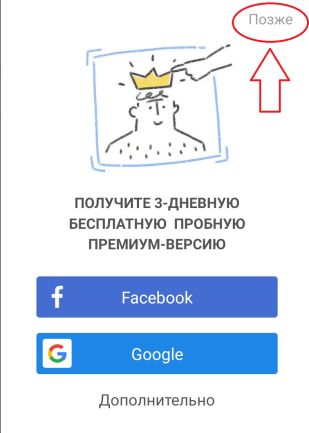 Позже
ПОЛУЧИТЕ 3-ДНЕВНУЮ
БЕСПЛАТНУЮ ПРОБНУЮ
ПРЕМИУМ-ВЕРСИЮ
Facebook
Google
Дополнительно